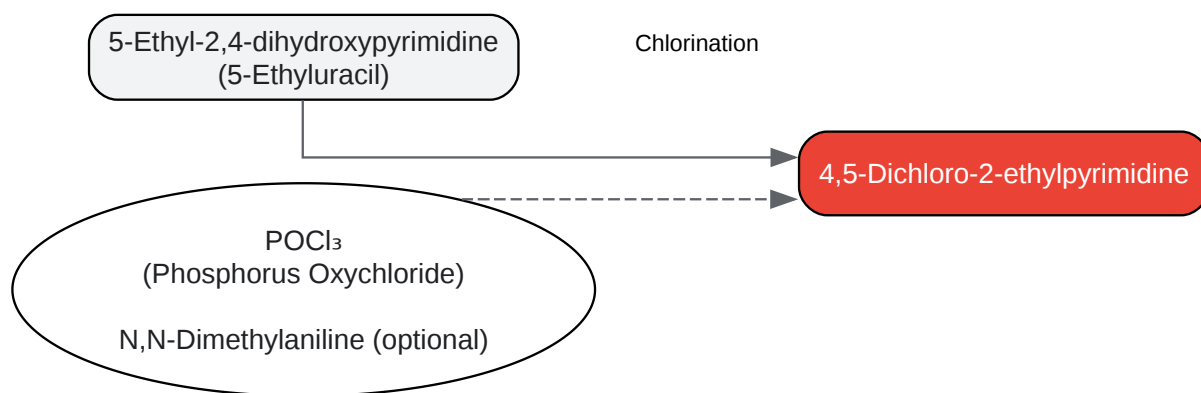 5-Ethyl-2,4-dihydroxypyrimidine
(5-Ethyluracil)
Chlorination
4,5-Dichloro-2-ethylpyrimidine
POCl₃
(Phosphorus Oxychloride)
N,N-Dimethylaniline (optional)